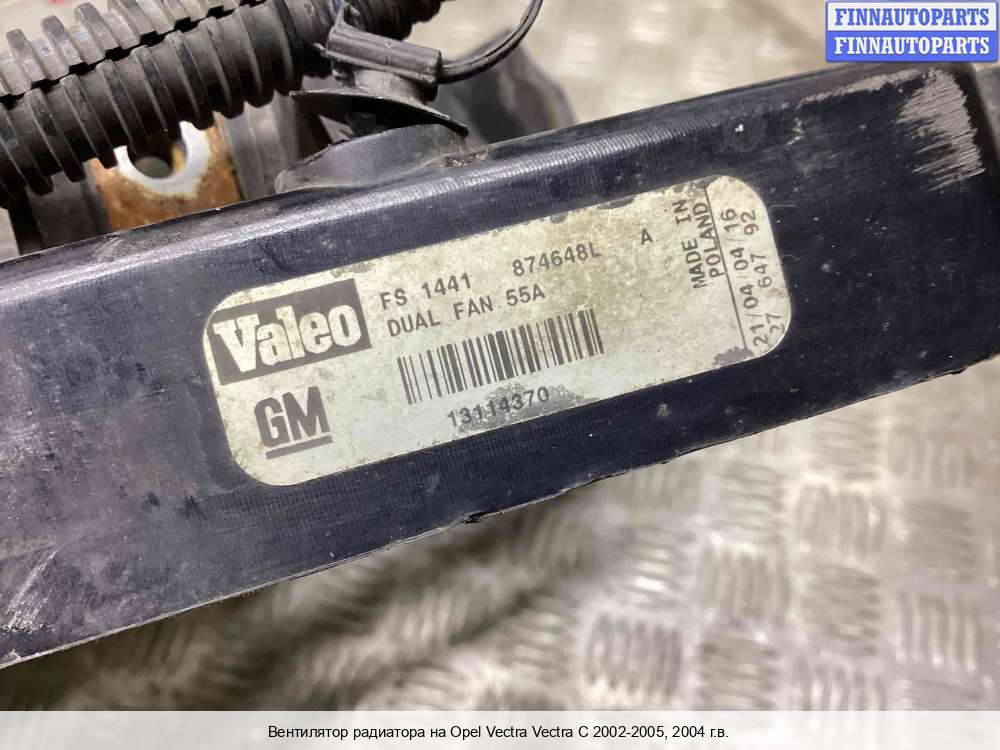 FINNAUTOPARTS
FINNAUTOPARTS
Valeo
FS 1441 874648L A
DUAL FAN 55A
MADE IN
POLAND
21/04 04/04/16
27 647 92
GM
13114370
Вентилятор радиатора на Opel Vectra Vectra C 2002-2005, 2004 г.в.